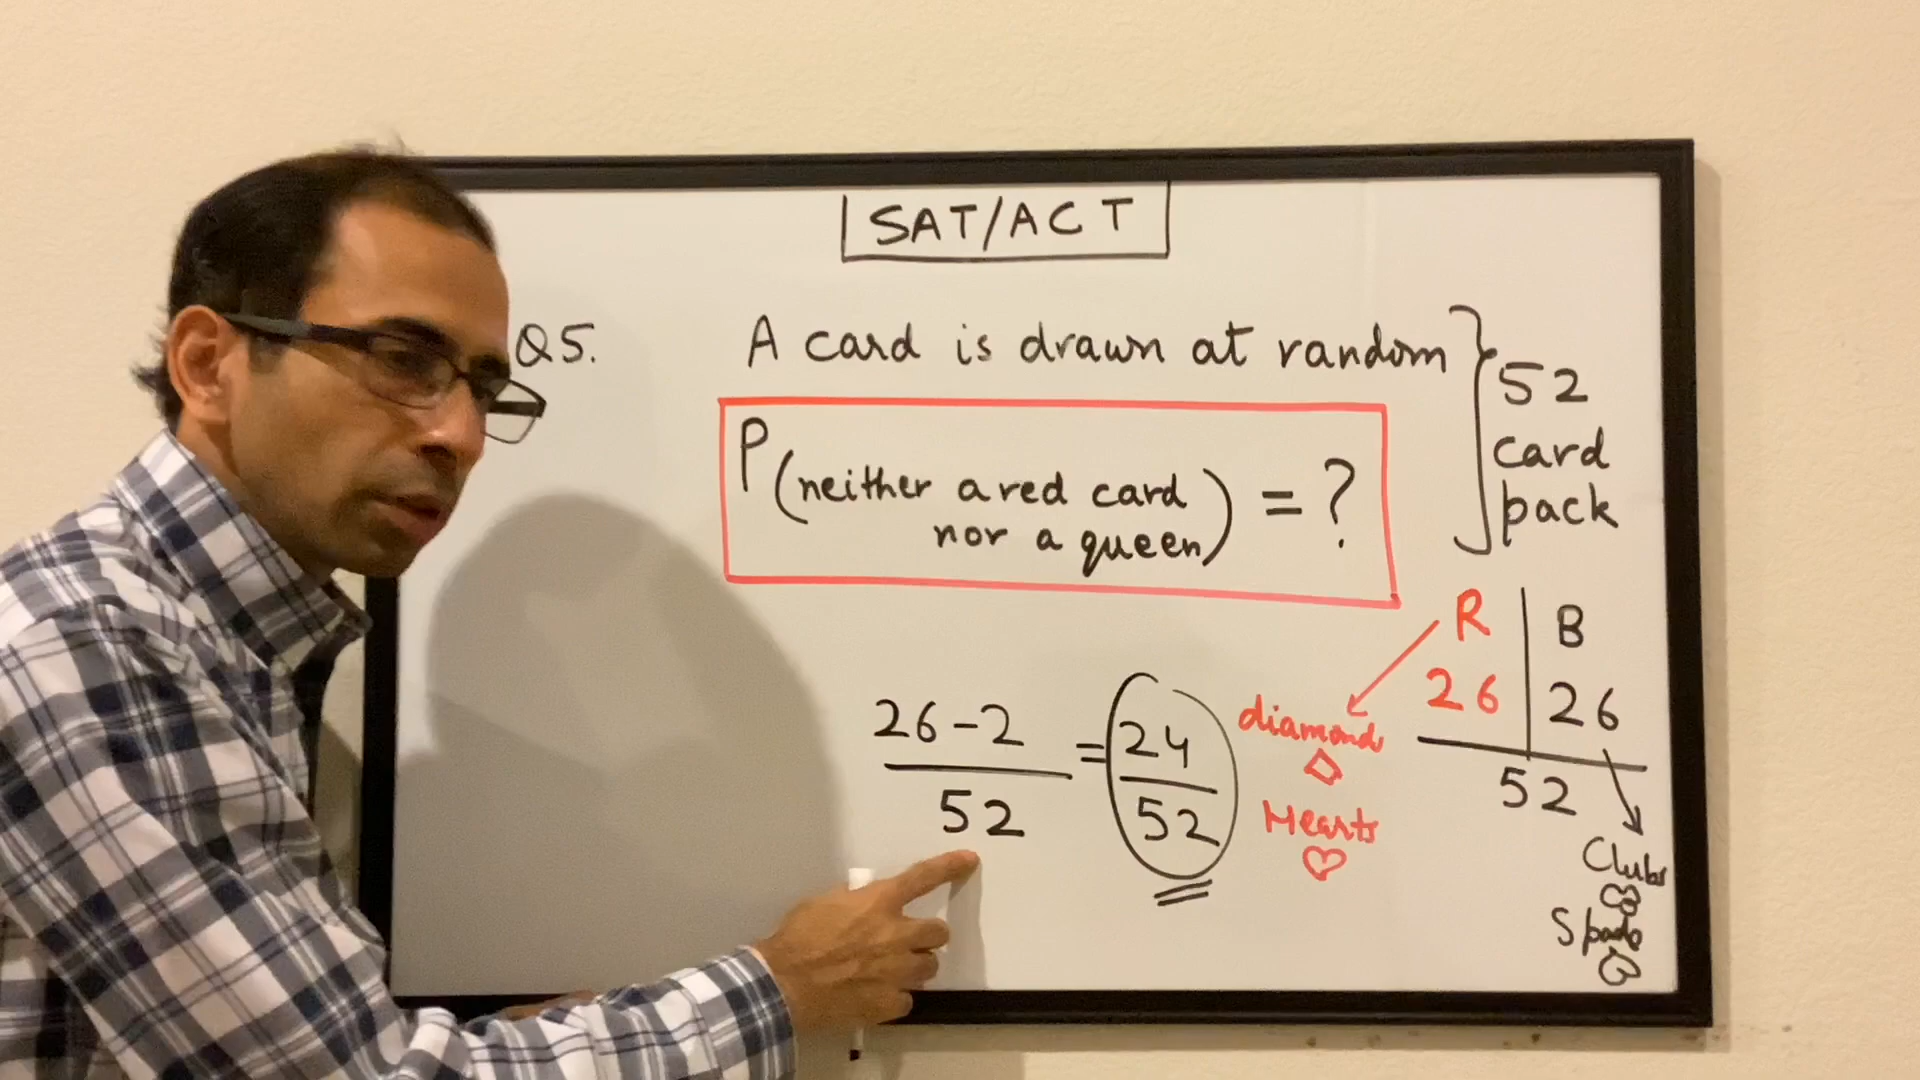 SAT/ACT
Q5.
A card is drawn at random
52
card
pack
P(neither a red card
nor a queen) = ?
R | B
26 | 26
52
26-2
52
= 24
52
diamonds
Hearts
Clubs
Spade